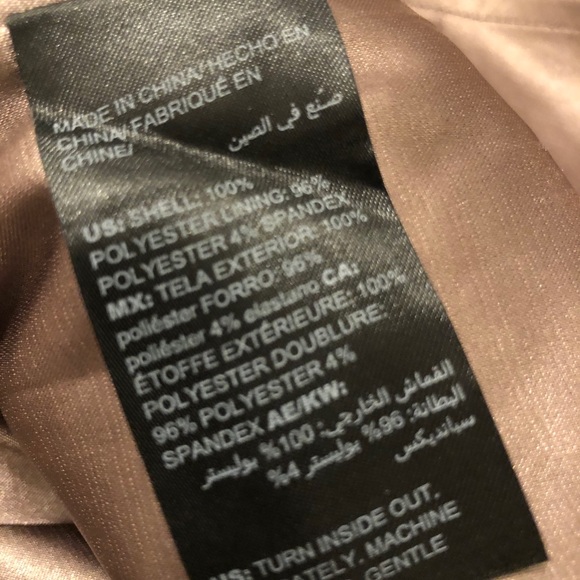 MADE IN CHINA/ HECHO EN
CHINA/ FABRIQUÉ EN
CHINE/
صنع في الصين
US: SHELL: 100%
POLYESTER LINING: 96%
POLYESTER 4% SPANDEX
MX: TELA EXTERIOR: 100%
poliéster FORRO: 96%
poliéster 4% elastano CA:
ÉTOFFE EXTÉRIEURE: 100%
POLYESTER DOUBLURE:
96% POLYESTER 4%
SPANDEX AE/KW:
القماش الخارجي: 100% بوليستر
البطانة: 96% بوليستر 4%
سبانديكس
US: TURN INSIDE OUT.
MACHINE
GENTLE